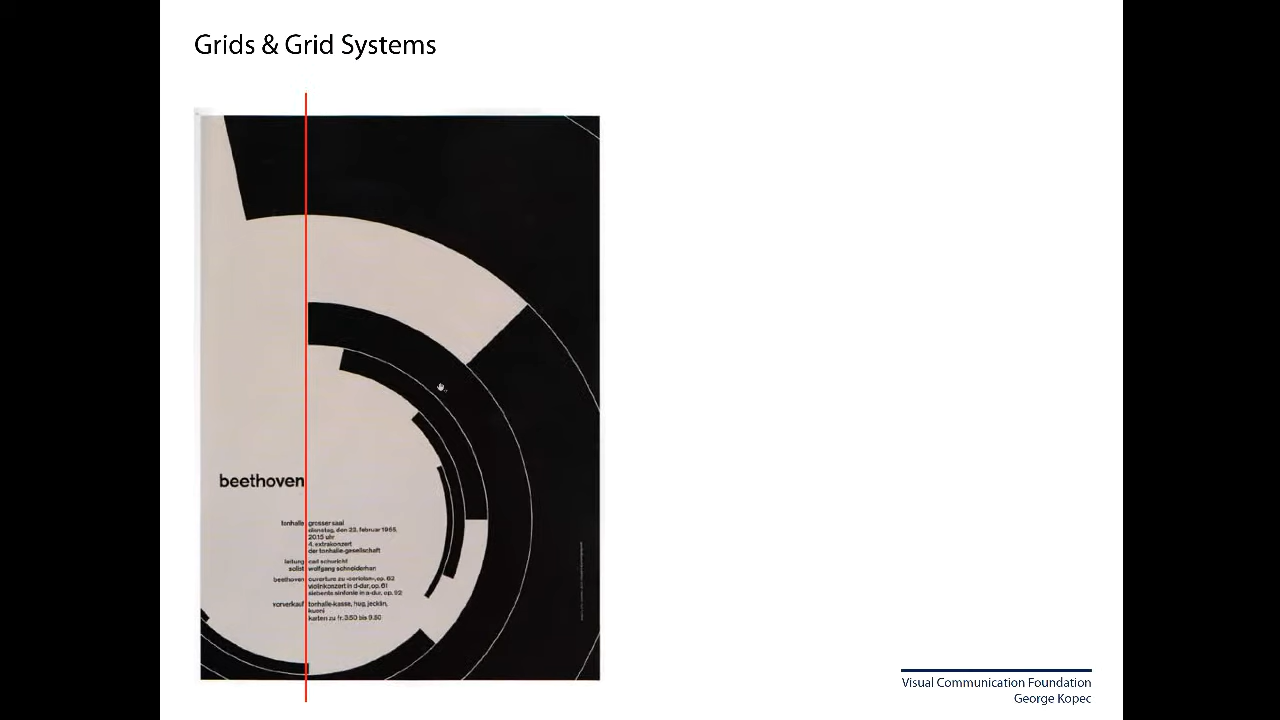 Grids & Grid Systems
beethoven
tonhalle grosser saal
dienstag, den 22. februar 1955,
20.15 uhr
4. extrakonzert
der tonhalle-gesellschaft
leitung carl schuricht
solist wolfgang schneiderhan
beethoven ouverture zu «coriolan», op. 62
violinkonzert in d-dur, op. 61
siebente sinfonie in a-dur, op. 92
vorverkauf tonhalle-kasse, hug, jecklin,
kuoni
karten zu fr. 3.50 bis 9.50
Visual Communication Foundation
George Kopec